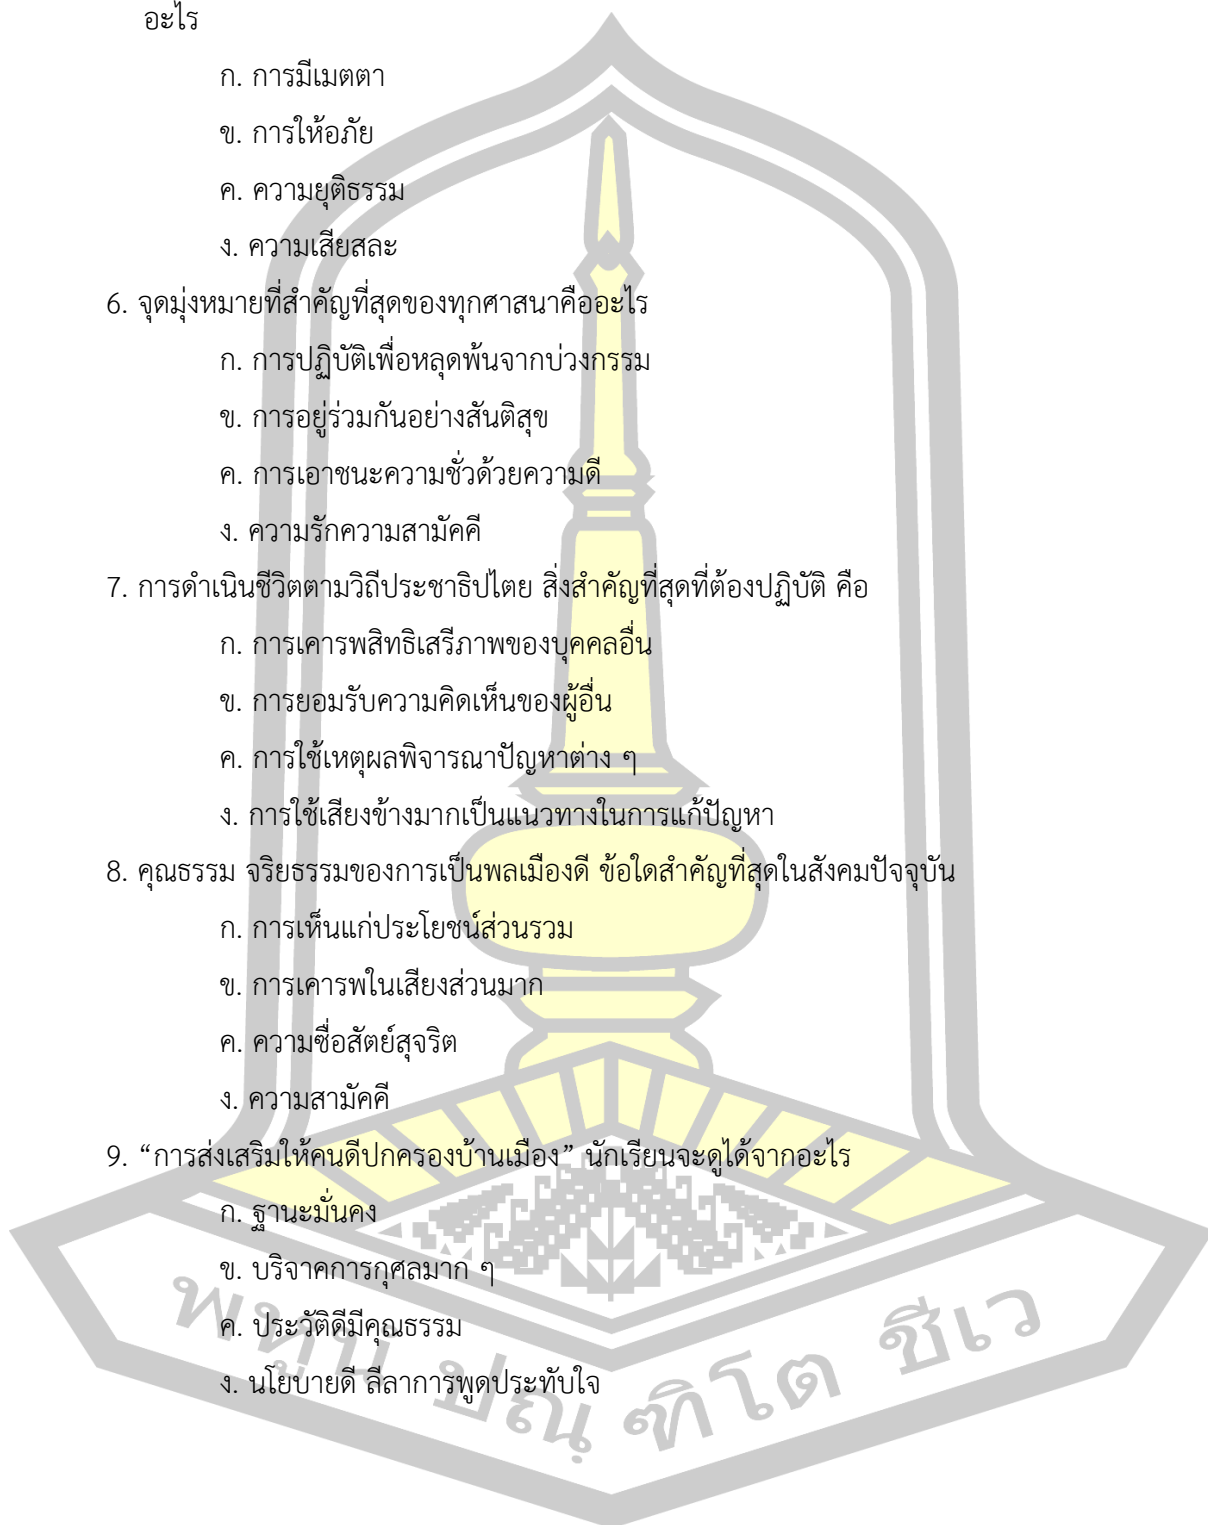 อะไร
ก. การมีเมตตา
ข. การให้อภัย
ค. ความยุติธรรม
ง. ความเสียสละ
6. จุดมุ่งหมายที่สำคัญที่สุดของทุกศาสนาคืออะไร
ก. การปฏิบัติเพื่อหลุดพ้นจากบ่วงกรรม
ข. การอยู่ร่วมกันอย่างสันติสุข
ค. การเอาชนะความชั่วด้วยความดี
ง. ความรักความสามัคคี
7. การดำเนินชีวิตตามวิถีประชาธิปไตย สิ่งสำคัญที่สุดที่ต้องปฏิบัติ คือ
ก. การเคารพสิทธิเสรีภาพของบุคคลอื่น
ข. การยอมรับความคิดเห็นของผู้อื่น
ค. การใช้เหตุผลพิจารณาปัญหาต่าง ๆ
ง. การใช้เสียงข้างมากเป็นแนวทางในการแก้ปัญหา
8. คุณธรรม จริยธรรมของการเป็นพลเมืองดี ข้อใดสำคัญที่สุดในสังคมปัจจุบัน
ก. การเห็นแก่ประโยชน์ส่วนรวม
ข. การเคารพในเสียงส่วนมาก
ค. ความซื่อสัตย์สุจริต
ง. ความสามัคคี
9. “การส่งเสริมให้คนดีปกครองบ้านเมือง” นักเรียนจะดูได้จากอะไร
ก. ฐานะมั่นคง
ข. บริจาคการกุศลมาก ๆ
ค. ประวัติดีมีคุณธรรม
ง. นโยบายดี ลีลาการพูดประทับใจ
พหูนํ ปณฺฑิโต ชีเว